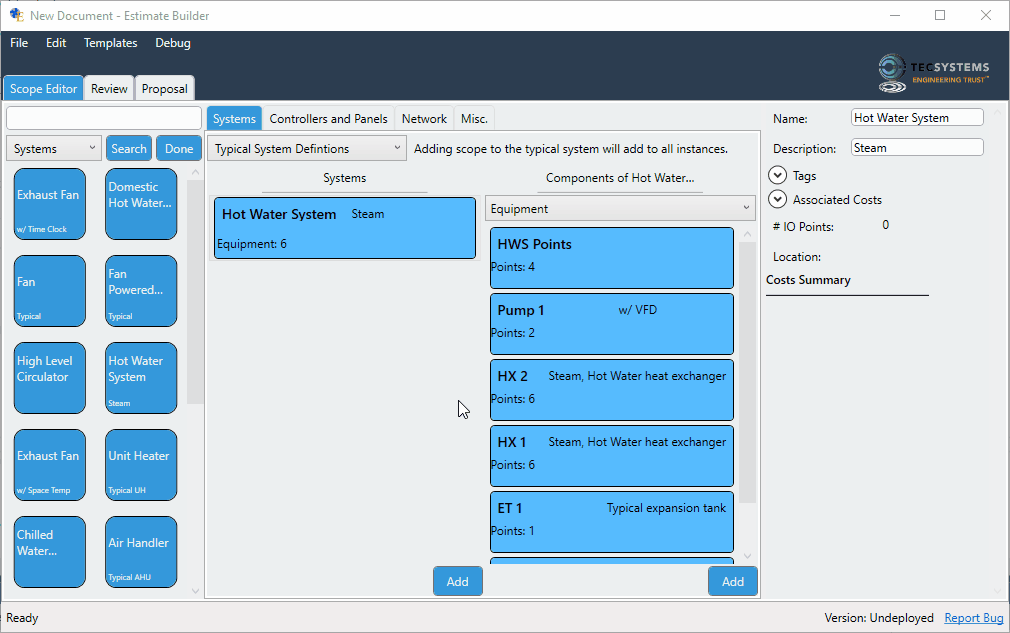 New Document - Estimate Builder
File Edit Templates Debug
TECSYSTEMS
ENGINEERING TRUST™
Scope Editor Review Proposal
Systems Search Done
Exhaust Fan
w/ Time Clock
Domestic
Hot Water...
Fan
Typical
Fan
Powered...
Typical
High Level
Circulator
Hot Water
System
Steam
Exhaust Fan
w/ Space Temp
Unit Heater
Typical UH
Chilled
Water...
Air Handler
Typical AHU
Systems Controllers and Panels Network Misc.
Typical System Defintions Adding scope to the typical system will add to all instances.
Systems
Hot Water System Steam
Equipment: 6
Add
Components of Hot Water...
Equipment
HWS Points
Points: 4
Pump 1 w/ VFD
Points: 2
HX 2 Steam, Hot Water heat exchanger
Points: 6
HX 1 Steam, Hot Water heat exchanger
Points: 6
ET 1 Typical expansion tank
Points: 1
Add
Name: Hot Water System
Description: Steam
Tags
Associated Costs
# IO Points: 0
Location:
Costs Summary
Ready
Version: Undeployed Report Bug